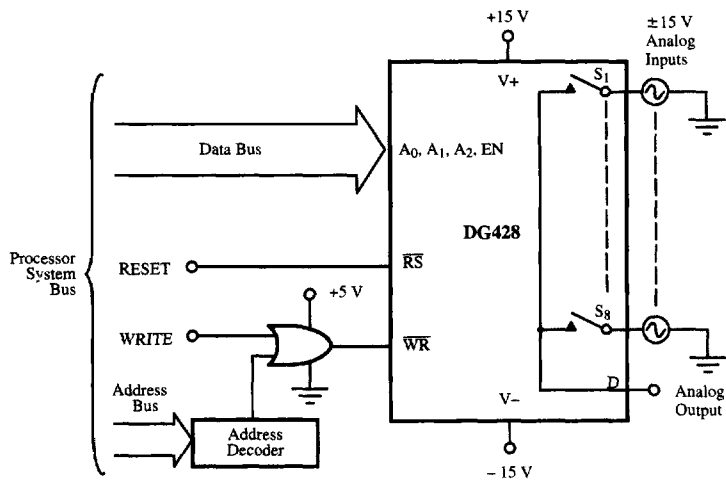 +15 V
±15 V
Analog
Inputs
V+
S1
Data Bus
A0, A1, A2, EN
DG428
Processor
System
Bus
RESET
RS
+5 V
WRITE
WR
S8
Address
Bus
Address
Decoder
V−
D
Analog
Output
− 15 V